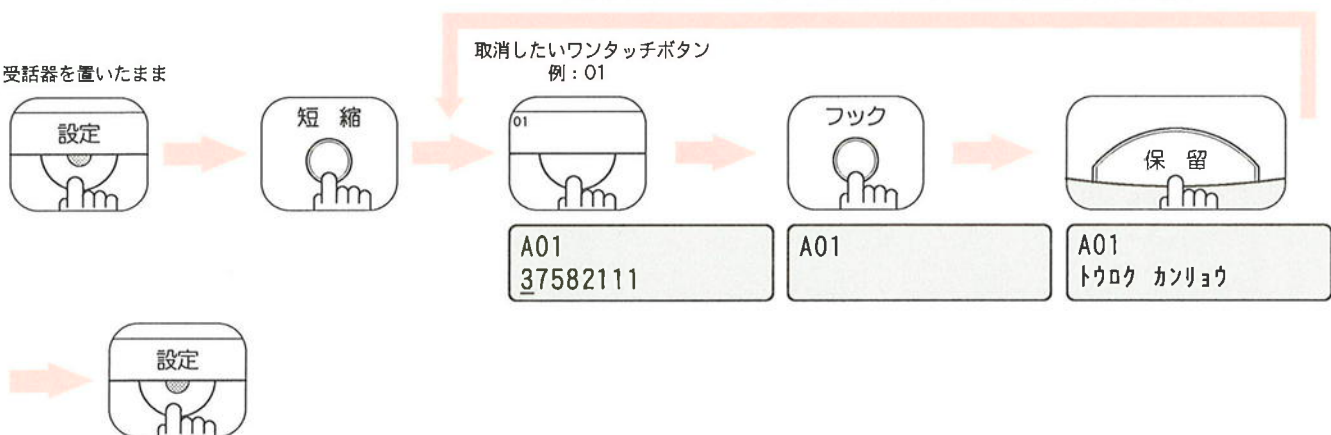 取消したいワンタッチボタン
例：01
受話器を置いたまま
設定
短 縮
01
フック
保 留
A01
37582111
A01
A01
ﾄｳﾛｸ ｶﾝﾘｮｳ
設定